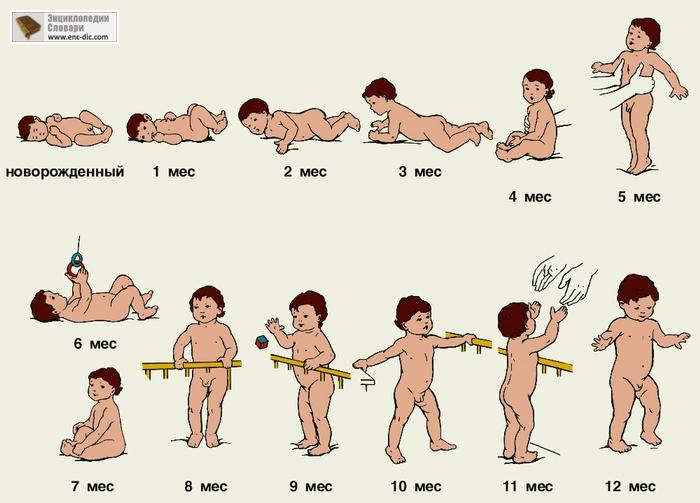 Энциклопедии
Словари
www.enc-dic.com
новорожденный
1 мес
2 мес
3 мес
4 мес
5 мес
6 мес
7 мес
8 мес
9 мес
10 мес
11 мес
12 мес